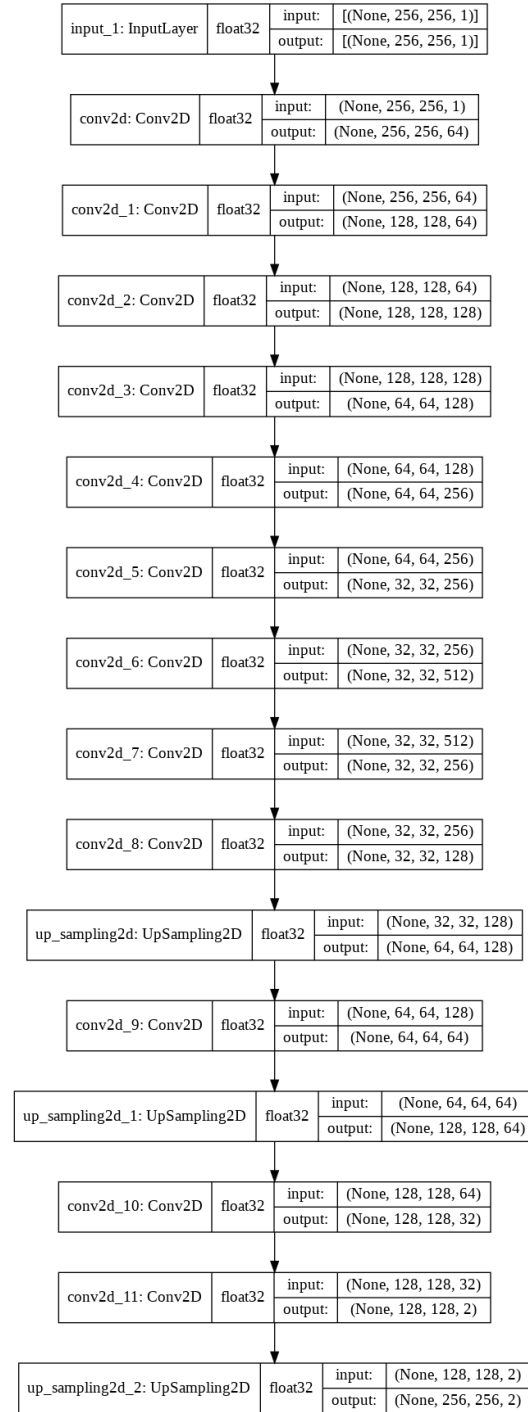 input_1: InputLayer float32 input: [(None, 256, 256, 1)]
output: [(None, 256, 256, 1)]
conv2d: Conv2D float32 input: (None, 256, 256, 1)
output: (None, 256, 256, 64)
conv2d_1: Conv2D float32 input: (None, 256, 256, 64)
output: (None, 128, 128, 64)
conv2d_2: Conv2D float32 input: (None, 128, 128, 64)
output: (None, 128, 128, 128)
conv2d_3: Conv2D float32 input: (None, 128, 128, 128)
output: (None, 64, 64, 128)
conv2d_4: Conv2D float32 input: (None, 64, 64, 128)
output: (None, 64, 64, 256)
conv2d_5: Conv2D float32 input: (None, 64, 64, 256)
output: (None, 32, 32, 256)
conv2d_6: Conv2D float32 input: (None, 32, 32, 256)
output: (None, 32, 32, 512)
conv2d_7: Conv2D float32 input: (None, 32, 32, 512)
output: (None, 32, 32, 256)
conv2d_8: Conv2D float32 input: (None, 32, 32, 256)
output: (None, 32, 32, 128)
up_sampling2d: UpSampling2D float32 input: (None, 32, 32, 128)
output: (None, 64, 64, 128)
conv2d_9: Conv2D float32 input: (None, 64, 64, 128)
output: (None, 64, 64, 64)
up_sampling2d_1: UpSampling2D float32 input: (None, 64, 64, 64)
output: (None, 128, 128, 64)
conv2d_10: Conv2D float32 input: (None, 128, 128, 64)
output: (None, 128, 128, 32)
conv2d_11: Conv2D float32 input: (None, 128, 128, 32)
output: (None, 128, 128, 2)
up_sampling2d_2: UpSampling2D float32 input: (None, 128, 128, 2)
output: (None, 256, 256, 2)